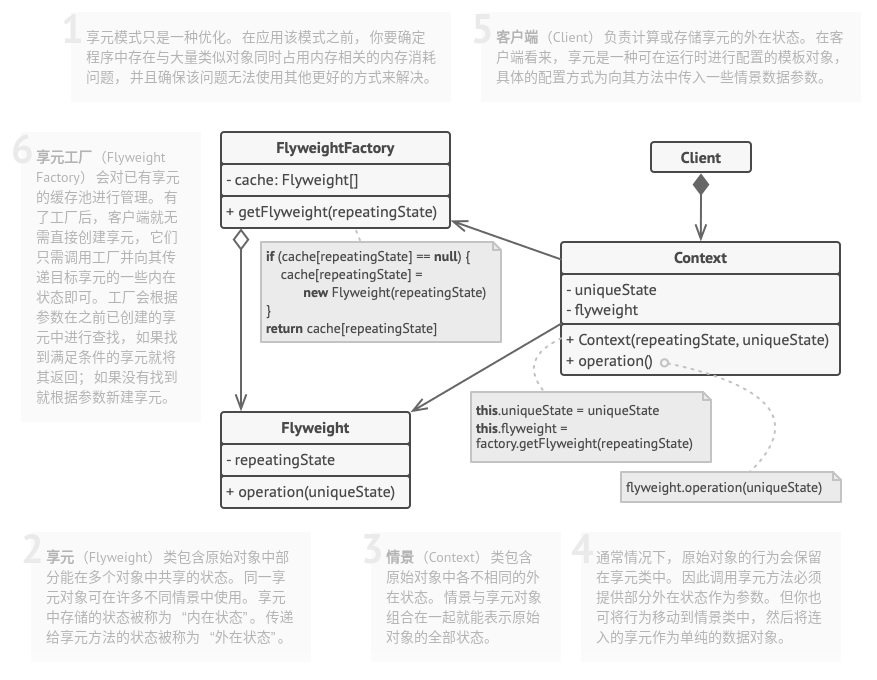 1
享元模式只是一种优化。 在应用该模式之前， 你要确定
程序中存在与大量类似对象同时占用内存相关的内存消耗
问题， 并且确保该问题无法使用其他更好的方式来解决。
5
客户端 （Client） 负责计算或存储享元的外在状态。 在客
户端看来， 享元是一种可在运行时进行配置的模板对象，
具体的配置方式为向其方法中传入一些情景数据参数。
6
享元工厂 （Flyweight
Factory） 会对已有享元
的缓存池进行管理。 有
了工厂后， 客户端就无
需直接创建享元， 它们
只需调用工厂并向其传
递目标享元的一些内在
状态即可。 工厂会根据
参数在之前已创建的享
元中进行查找， 如果找
到满足条件的享元就将
其返回； 如果没有找到
就根据参数新建享元。
FlyweightFactory
- cache: Flyweight[]
+ getFlyweight(repeatingState)
if (cache[repeatingState] == null) {
cache[repeatingState] =
new Flyweight(repeatingState)
}
return cache[repeatingState]
Client
Context
- uniqueState
- flyweight
+ Context(repeatingState, uniqueState)
+ operation()
this.uniqueState = uniqueState
this.flyweight =
factory.getFlyweight(repeatingState)
flyweight.operation(uniqueState)
Flyweight
- repeatingState
+ operation(uniqueState)
2
享元 （Flyweight） 类包含原始对象中部
分能在多个对象中共享的状态。 同一享
元对象可在许多不同情景中使用。 享元
中存储的状态被称为 “内在状态”。 传递
给享元方法的状态被称为 “外在状态”。
3
情景 （Context） 类包含
原始对象中各不相同的外
在状态。 情景与享元对象
组合在一起就能表示原始
对象的全部状态。
4
通常情况下， 原始对象的行为会保留
在享元类中。 因此调用享元方法必须
提供部分外在状态作为参数。 但你也
可将行为移动到情景类中， 然后将连
入的享元作为单纯的数据对象。